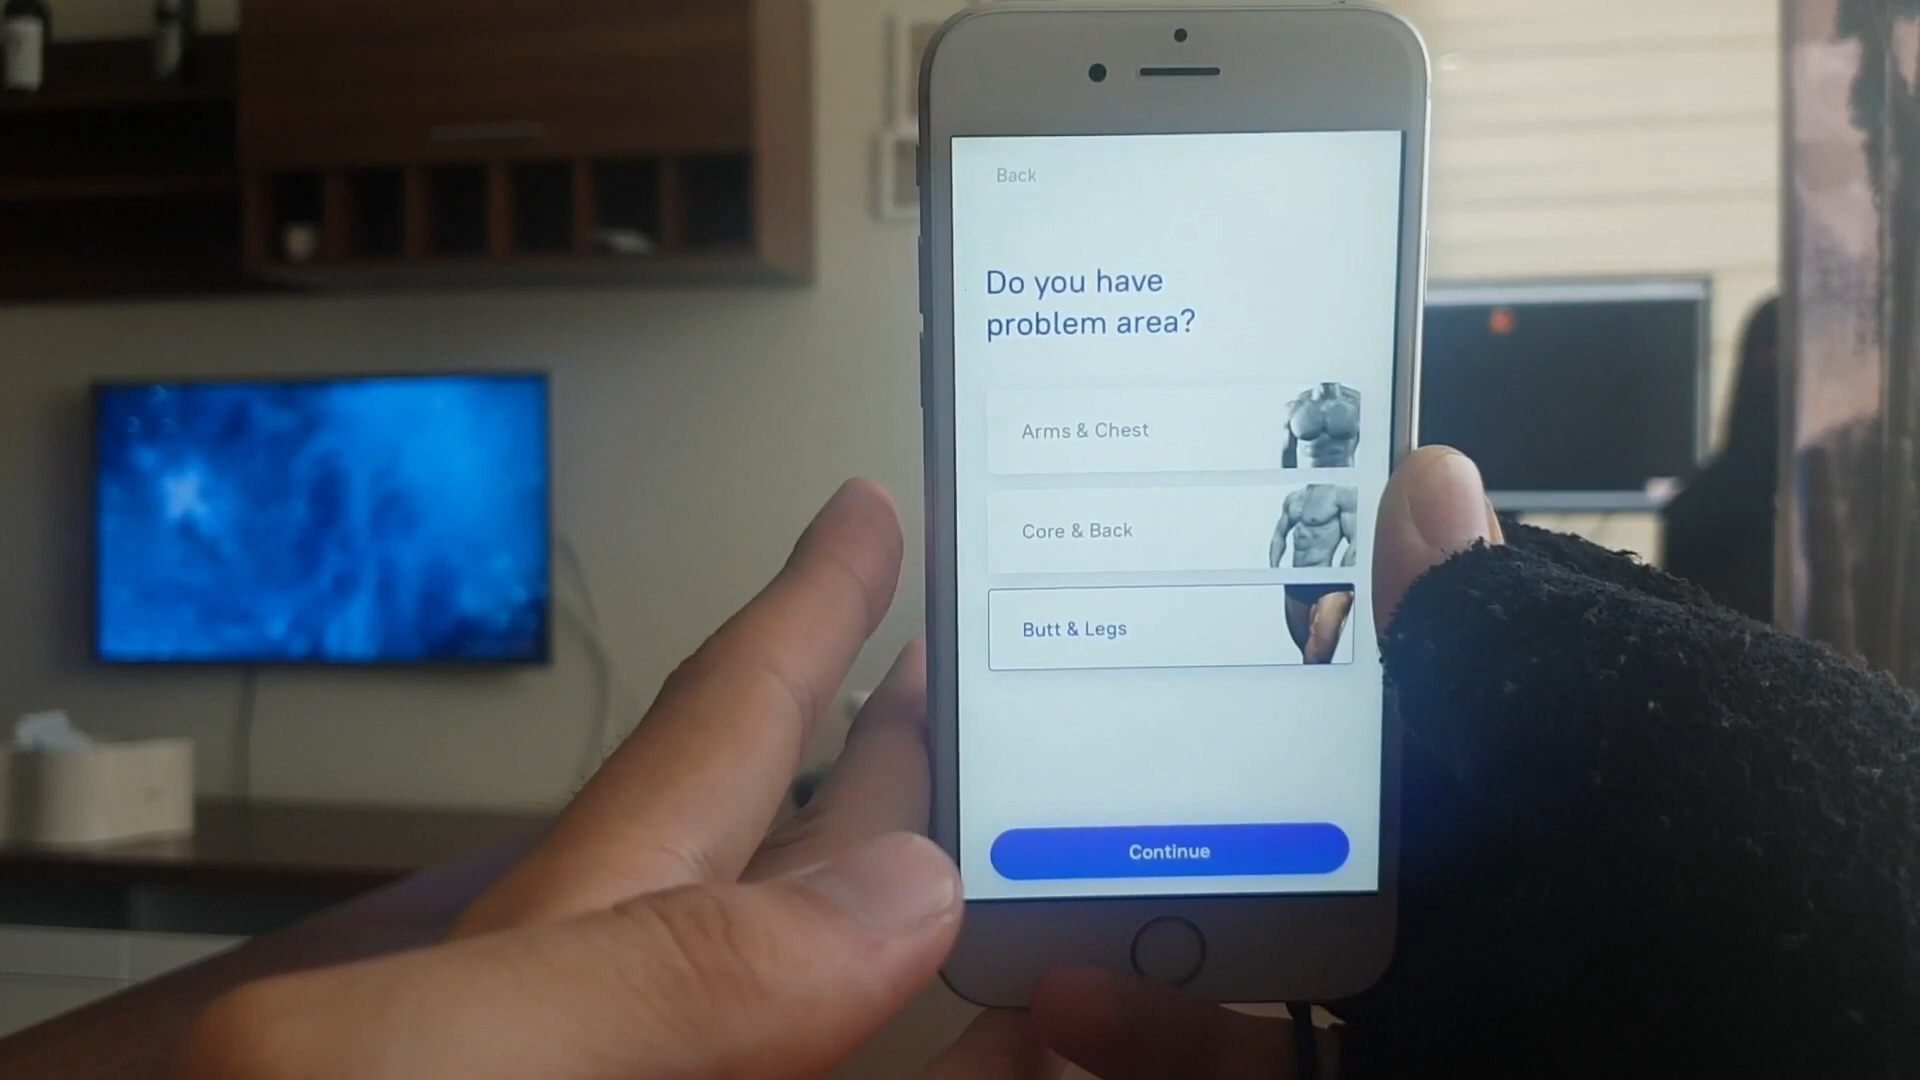 Back
Do you have
problem area?
Arms & Chest
Core & Back
Butt & Legs
Continue